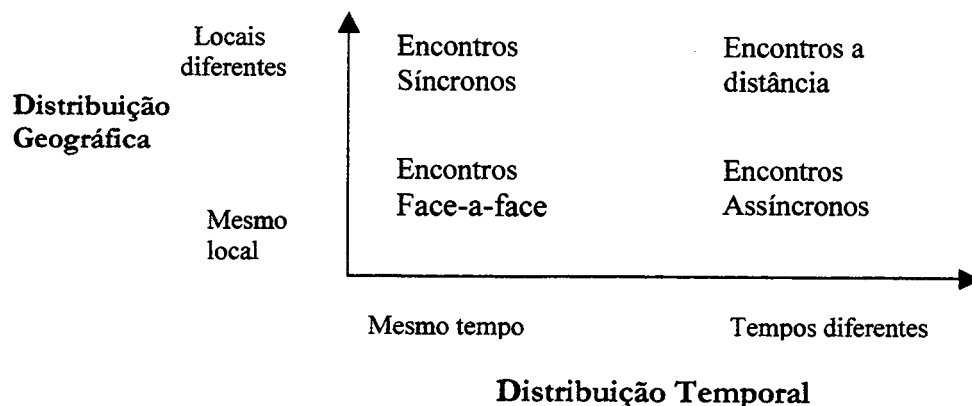 Locais
diferentes
Encontros
Síncronos
Encontros a
distância
Distribuição
Geográfica
Encontros
Face-a-face
Encontros
Assíncronos
Mesmo
local
Mesmo tempo
Tempos diferentes
Distribuição Temporal